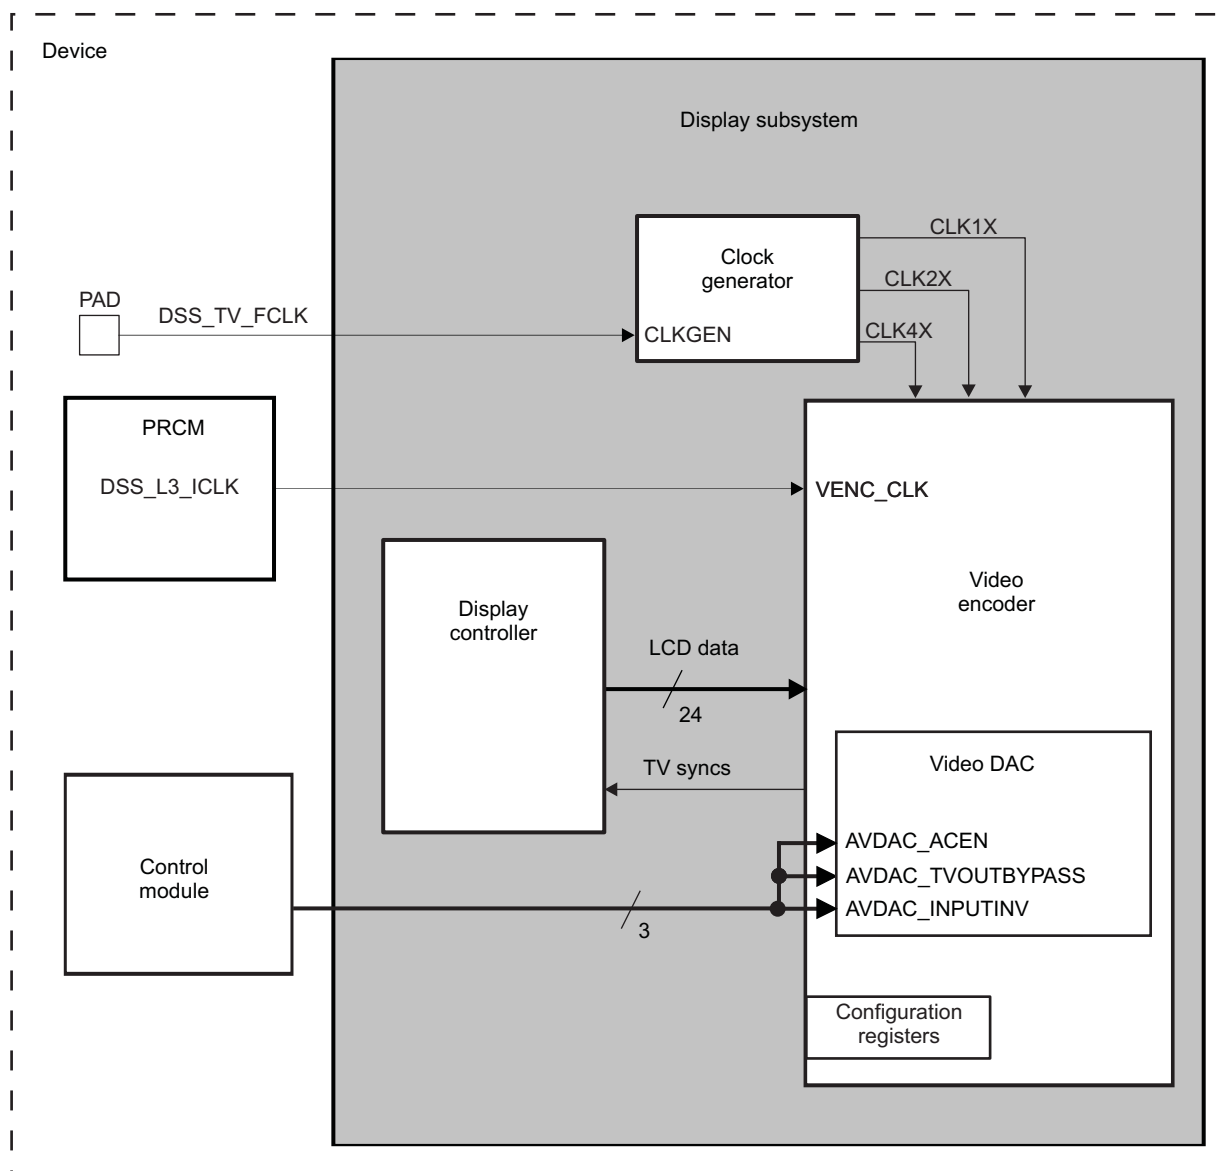 Device
Display subsystem
CLK1X
Clock
generator
CLK2X
PAD
DSS_TV_FCLK
CLKGEN
CLK4X
PRCM
DSS_L3_ICLK
VENC_CLK
Video
encoder
Display
controller
LCD data
24
TV syncs
Video DAC
Control
module
AVDAC_ACEN
AVDAC_TVOUTBYPASS
AVDAC_INPUTINV
3
Configuration
registers